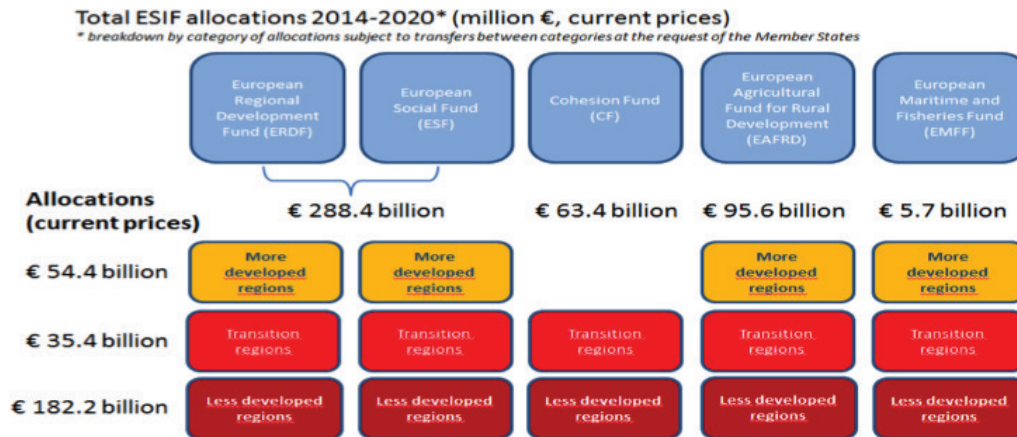 Total ESIF allocations 2014-2020* (million €, current prices)
* breakdown by category of allocations subject to transfers between categories at the request of the Member States
European
Regional
Development
Fund (ERDF)
European
Social Fund
(ESF)
Cohesion Fund
(CF)
European
Agricultural
Fund for Rural
Development
(EAFRD)
European
Maritime and
Fisheries Fund
(EMFF)
Allocations
(current prices)
€ 288.4 billion
€ 63.4 billion
€ 95.6 billion
€ 5.7 billion
€ 54.4 billion
More
developed
regions
More
developed
regions
More
developed
regions
More
developed
regions
€ 35.4 billion
Transition
regions
Transition
regions
Transition
regions
Transition
regions
Transition
regions
€ 182.2 billion
Less developed
regions
Less developed
regions
Less developed
regions
Less developed
regions
Less developed
regions